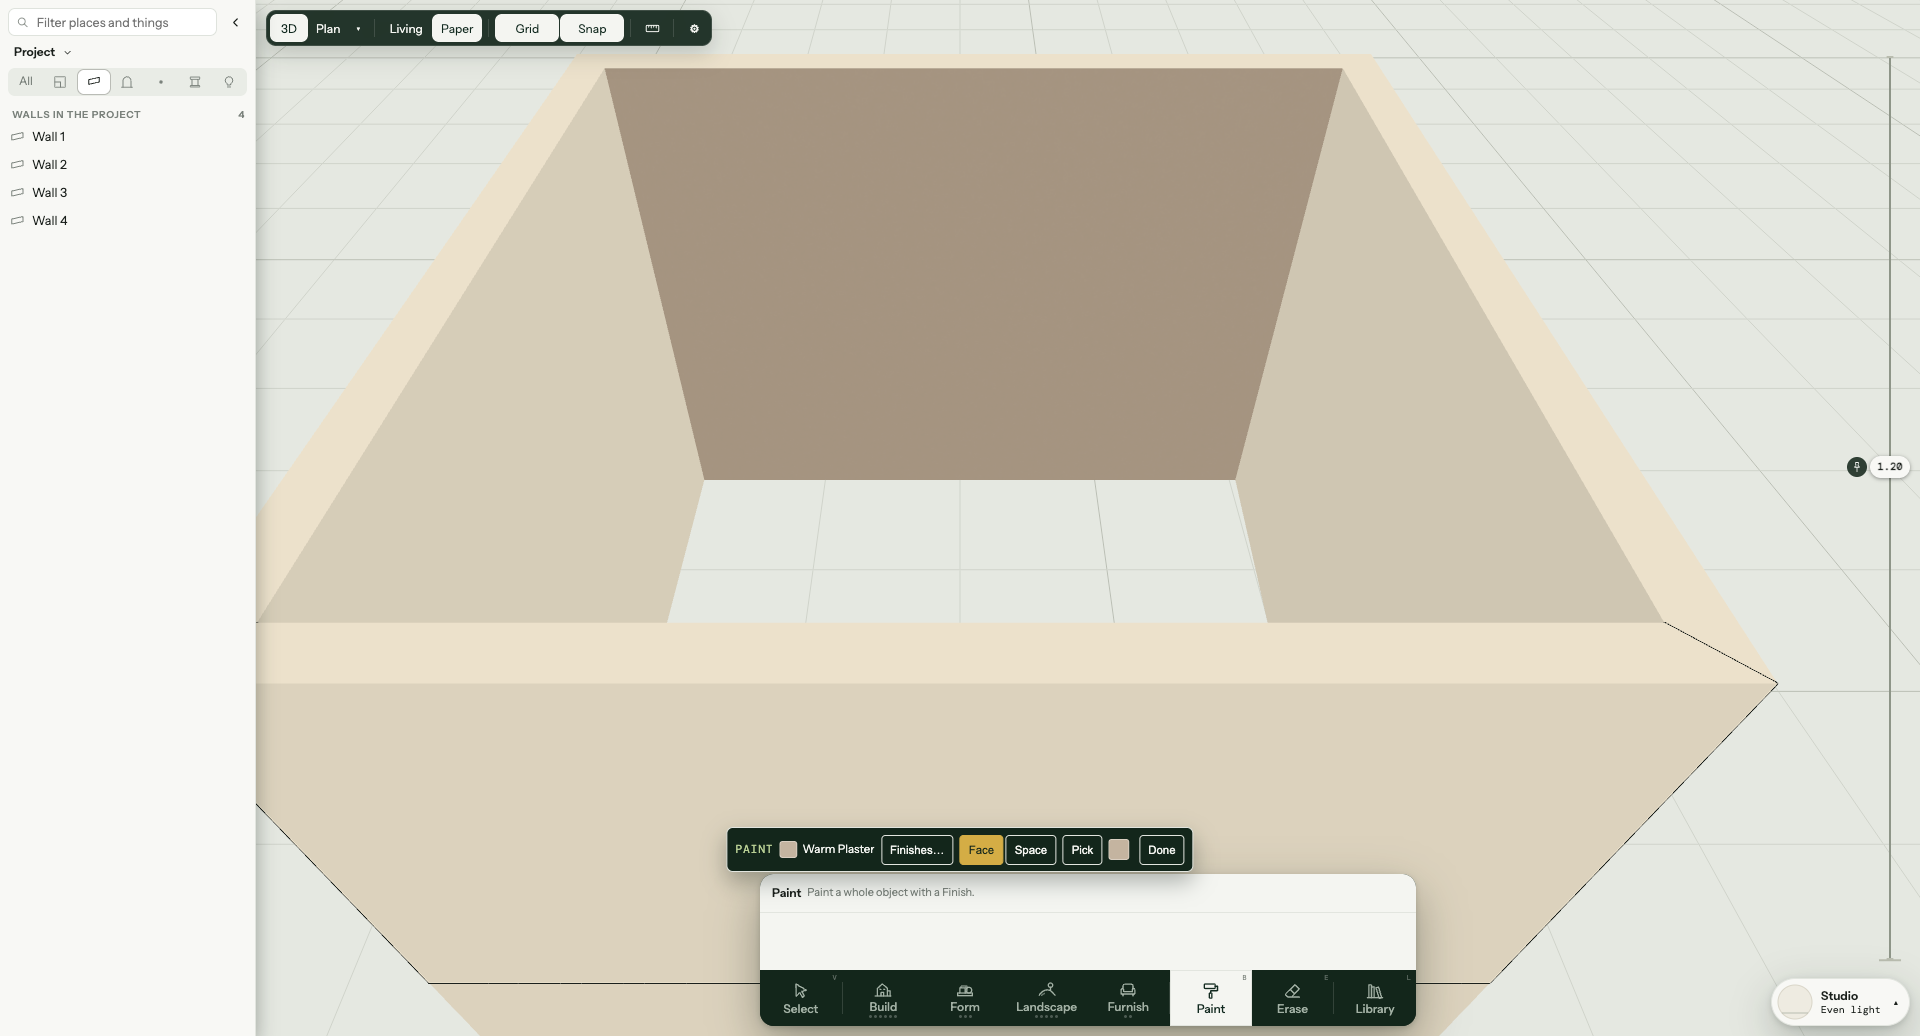 Filter places and things
Project
All
WALLS IN THE PROJECT 4
Wall 1
Wall 2
Wall 3
Wall 4
3D Plan Living Paper Grid Snap
1.20
PAINT Warm Plaster Finishes... Face Space Pick Done
Paint Paint a whole object with a Finish.
V B E L
Select Build Form Landscape Furnish Paint Erase Library
Studio
Even light